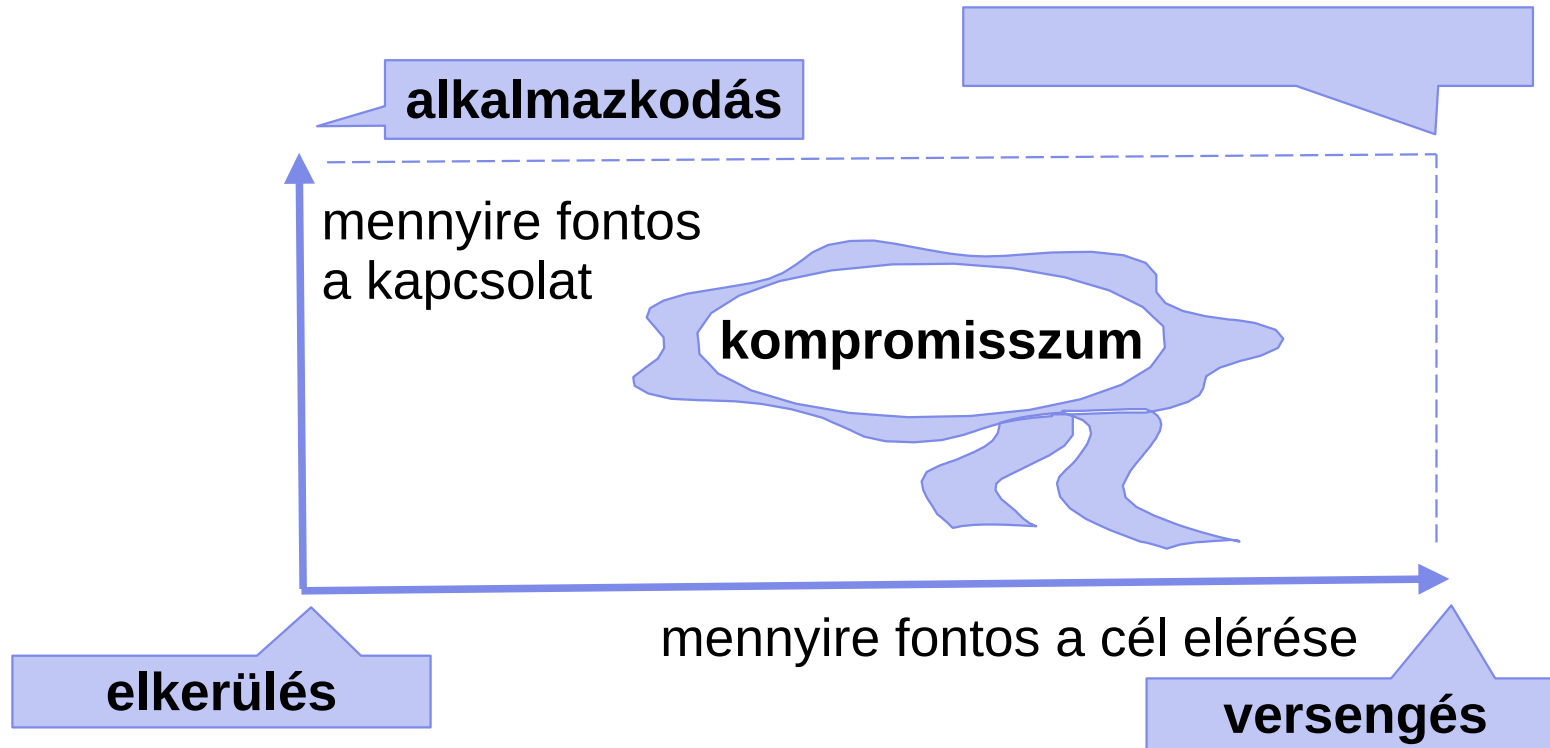 alkalmazkodás
mennyire fontos
a kapcsolat
kompromisszum
mennyire fontos a cél elérése
elkerülés
versengés